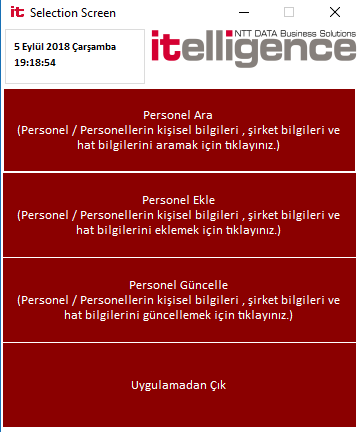 it Selection Screen
5 Eylül 2018 Çarşamba
19:18:54
NTT DATA Business Solutions
itelligence
Personel Ara
(Personel / Personellerin kişisel bilgileri , şirket bilgileri ve
hat bilgilerini aramak için tıklayınız.)
Personel Ekle
(Personel / Personellerin kişisel bilgileri , şirket bilgileri ve
hat bilgilerini eklemek için tıklayınız.)
Personel Güncelle
(Personel / Personellerin kişisel bilgileri , şirket bilgileri ve
hat bilgilerini güncellemek için tıklayınız.)
Uygulamadan Çık